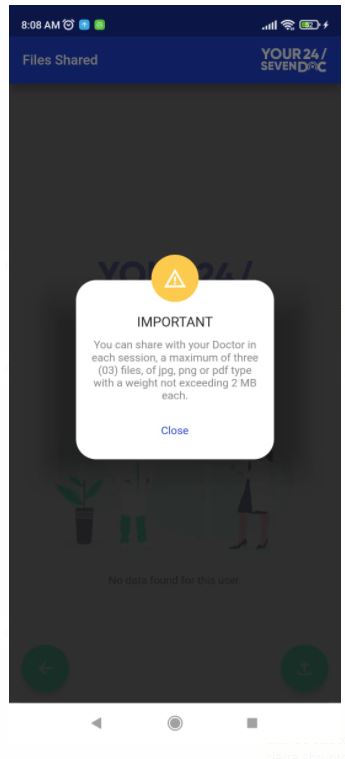 8:08 AM
Files Shared
YOUR 24/
SEVEN DOC
YOUR 24/
IMPORTANT
You can share with your Doctor in
each session, a maximum of three
(03) files, of jpg, png or pdf type
with a weight not exceeding 2 MB
each.
Close
No data found for this user